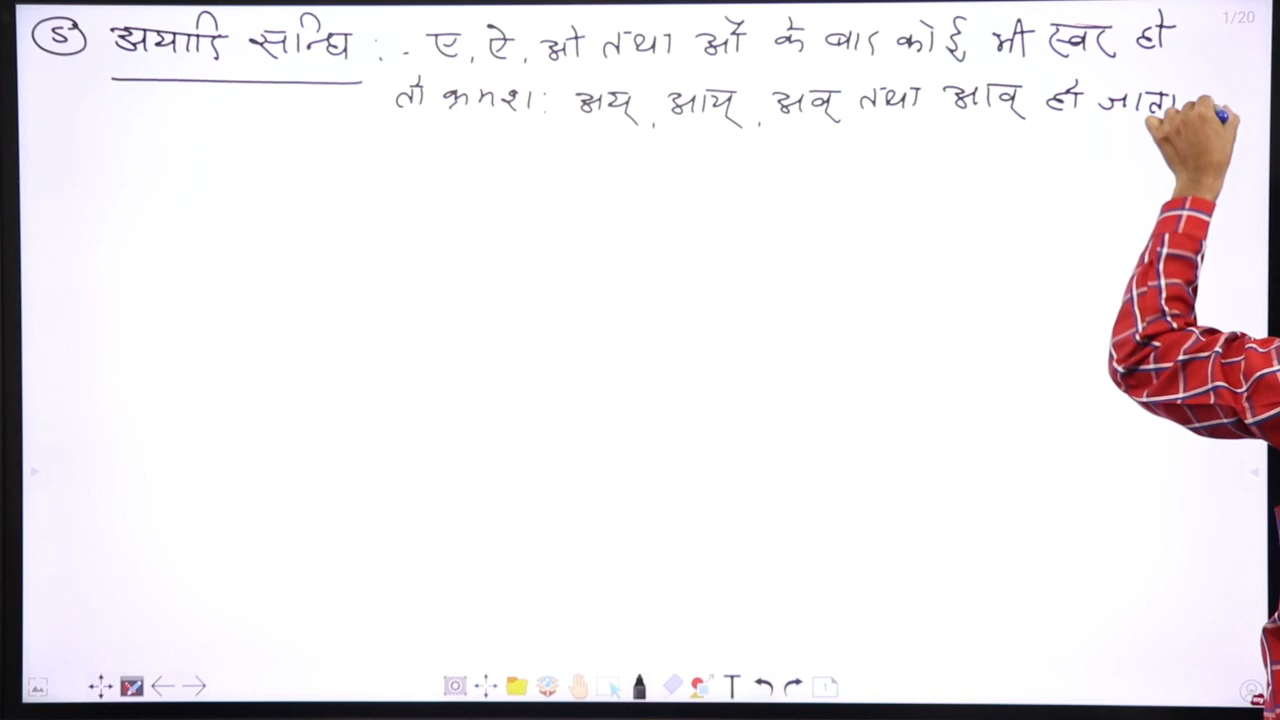 1/20
(5) अयादि सन्धि :- ए, ऐ, ओ तथा औ के बाद कोई भी स्वर हो
तो क्रमश: अय्, आय्, अव् तथा आव् हो जाता